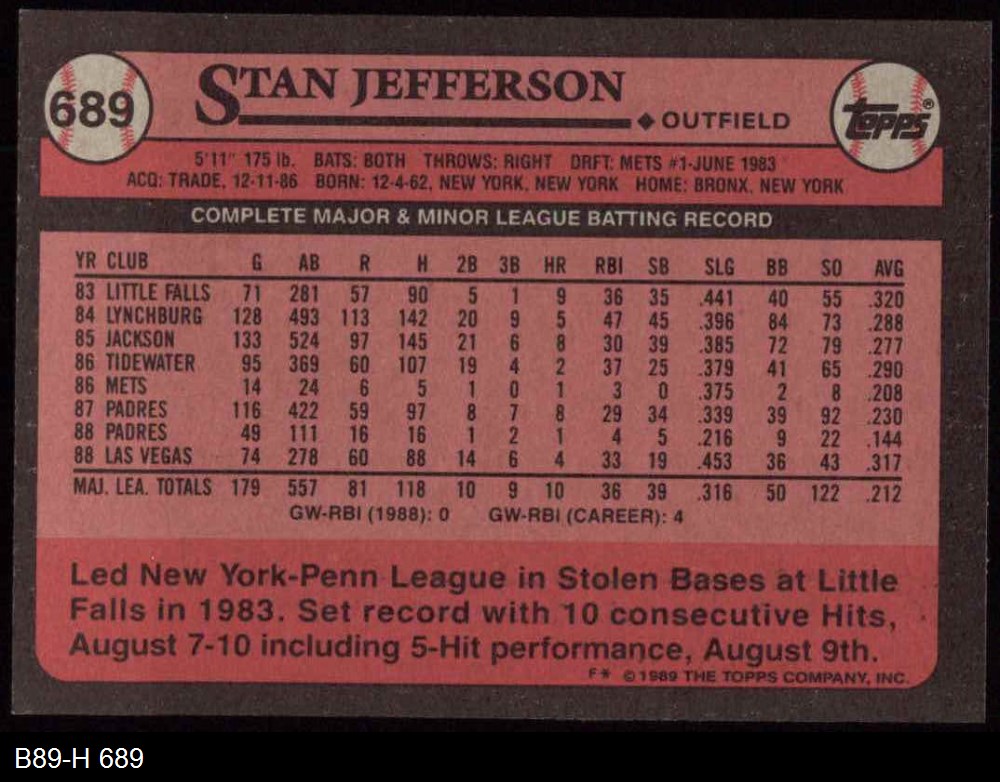 689
STAN JEFFERSON
◆ OUTFIELD
TOPPS®
5'11" 175 lb. BATS: BOTH THROWS: RIGHT DRFT: METS #1-JUNE 1983
ACQ: TRADE, 12-11-86 BORN: 12-4-62, NEW YORK, NEW YORK HOME: BRONX, NEW YORK
COMPLETE MAJOR & MINOR LEAGUE BATTING RECORD
YR CLUB G AB R H 2B 3B HR RBI SB SLG BB SO AVG
83 LITTLE FALLS 71 281 57 90 5 1 9 36 35 .441 40 55 .320
84 LYNCHBURG 128 493 113 142 20 9 5 47 45 .396 84 73 .288
85 JACKSON 133 524 97 145 21 6 8 30 39 .385 72 79 .277
86 TIDEWATER 95 369 60 107 19 4 2 37 25 .379 41 65 .290
86 METS 14 24 6 5 1 0 1 3 0 .375 2 8 .208
87 PADRES 116 422 59 97 8 7 8 29 34 .339 39 92 .230
88 PADRES 49 111 16 16 1 2 1 4 5 .216 9 22 .144
88 LAS VEGAS 74 278 60 88 14 6 4 33 19 .453 36 43 .317
MAJ. LEA. TOTALS 179 557 81 118 10 9 10 36 39 .316 50 122 .212
GW-RBI (1988): 0 GW-RBI (CAREER): 4
Led New York-Penn League in Stolen Bases at Little
Falls in 1983. Set record with 10 consecutive Hits,
August 7-10 including 5-Hit performance, August 9th.
F* ©1989 THE TOPPS COMPANY, INC.
B89-H 689